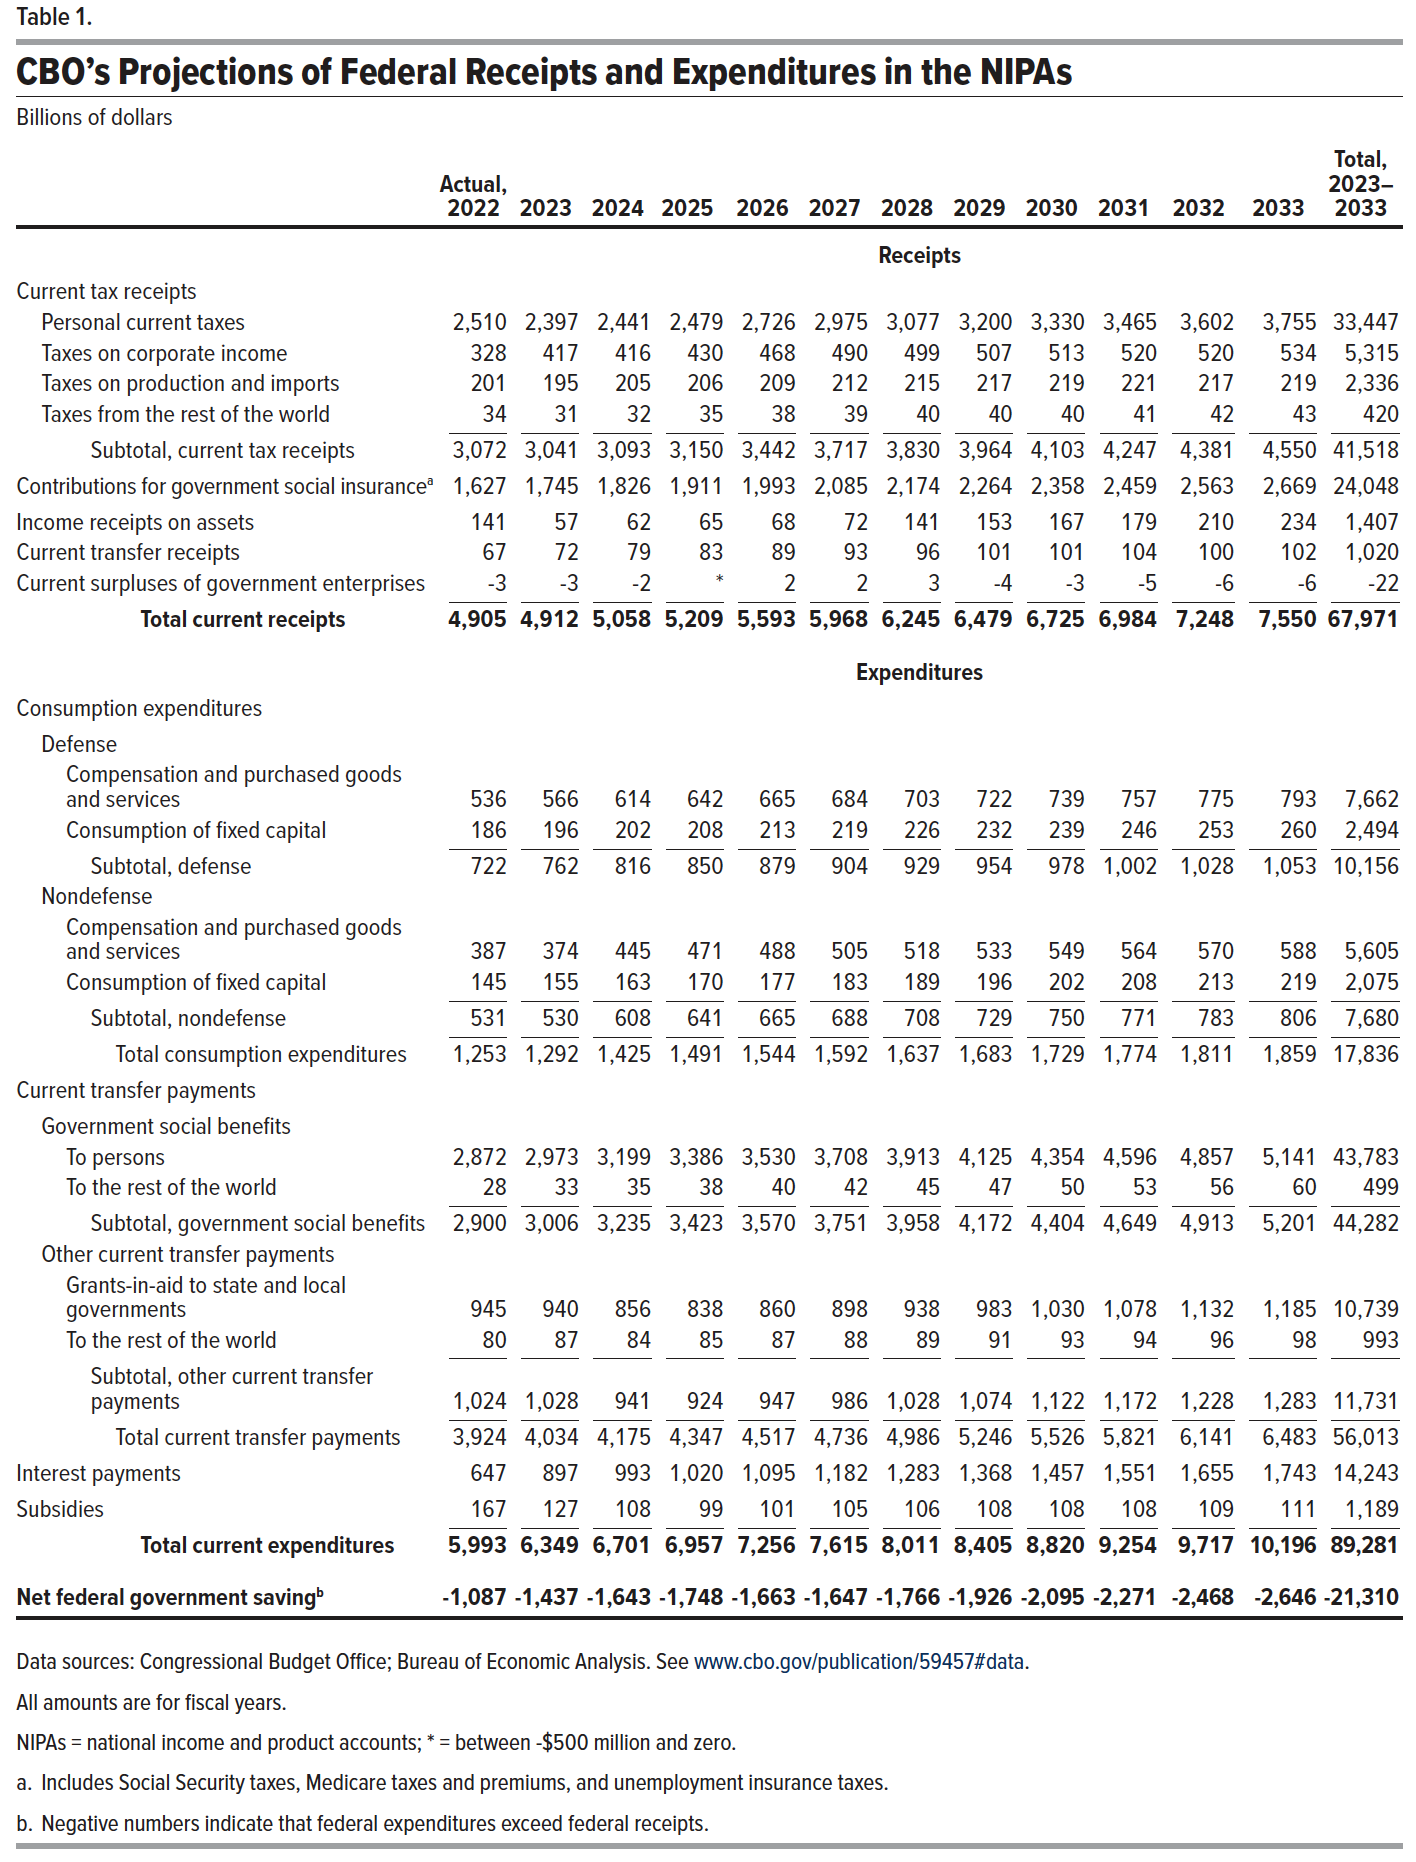 Table 1.
CBO’s Projections of Federal Receipts and Expenditures in the NIPAs
Billions of dollars
Actual, 2022 2023 2024 2025 2026 2027 2028 2029 2030 2031 2032 2033 Total, 2023–2033
Receipts
Current tax receipts
Personal current taxes 2,510 2,397 2,441 2,479 2,726 2,975 3,077 3,200 3,330 3,465 3,602 3,755 33,447
Taxes on corporate income 328 417 416 430 468 490 499 507 513 520 520 534 5,315
Taxes on production and imports 201 195 205 206 209 212 215 217 219 221 217 219 2,336
Taxes from the rest of the world 34 31 32 35 38 39 40 40 40 41 42 43 420
Subtotal, current tax receipts 3,072 3,041 3,093 3,150 3,442 3,717 3,830 3,964 4,103 4,247 4,381 4,550 41,518
Contributions for government social insuranceᵃ 1,627 1,745 1,826 1,911 1,993 2,085 2,174 2,264 2,358 2,459 2,563 2,669 24,048
Income receipts on assets 141 57 62 65 68 72 141 153 167 179 210 234 1,407
Current transfer receipts 67 72 79 83 89 93 96 101 101 104 100 102 1,020
Current surpluses of government enterprises -3 -3 -2 * 2 2 3 -4 -3 -5 -6 -6 -22
Total current receipts 4,905 4,912 5,058 5,209 5,593 5,968 6,245 6,479 6,725 6,984 7,248 7,550 67,971
Expenditures
Consumption expenditures
Defense
Compensation and purchased goods
and services 536 566 614 642 665 684 703 722 739 757 775 793 7,662
Consumption of fixed capital 186 196 202 208 213 219 226 232 239 246 253 260 2,494
Subtotal, defense 722 762 816 850 879 904 929 954 978 1,002 1,028 1,053 10,156
Nondefense
Compensation and purchased goods
and services 387 374 445 471 488 505 518 533 549 564 570 588 5,605
Consumption of fixed capital 145 155 163 170 177 183 189 196 202 208 213 219 2,075
Subtotal, nondefense 531 530 608 641 665 688 708 729 750 771 783 806 7,680
Total consumption expenditures 1,253 1,292 1,425 1,491 1,544 1,592 1,637 1,683 1,729 1,774 1,811 1,859 17,836
Current transfer payments
Government social benefits
To persons 2,872 2,973 3,199 3,386 3,530 3,708 3,913 4,125 4,354 4,596 4,857 5,141 43,783
To the rest of the world 28 33 35 38 40 42 45 47 50 53 56 60 499
Subtotal, government social benefits 2,900 3,006 3,235 3,423 3,570 3,751 3,958 4,172 4,404 4,649 4,913 5,201 44,282
Other current transfer payments
Grants-in-aid to state and local
governments 945 940 856 838 860 898 938 983 1,030 1,078 1,132 1,185 10,739
To the rest of the world 80 87 84 85 87 88 89 91 93 94 96 98 993
Subtotal, other current transfer
payments 1,024 1,028 941 924 947 986 1,028 1,074 1,122 1,172 1,228 1,283 11,731
Total current transfer payments 3,924 4,034 4,175 4,347 4,517 4,736 4,986 5,246 5,526 5,821 6,141 6,483 56,013
Interest payments 647 897 993 1,020 1,095 1,182 1,283 1,368 1,457 1,551 1,655 1,743 14,243
Subsidies 167 127 108 99 101 105 106 108 108 108 109 111 1,189
Total current expenditures 5,993 6,349 6,701 6,957 7,256 7,615 8,011 8,405 8,820 9,254 9,717 10,196 89,281
Net federal government savingᵇ -1,087 -1,437 -1,643 -1,748 -1,663 -1,647 -1,766 -1,926 -2,095 -2,271 -2,468 -2,646 -21,310
Data sources: Congressional Budget Office; Bureau of Economic Analysis. See www.cbo.gov/publication/59457#data.
All amounts are for fiscal years.
NIPAs = national income and product accounts; * = between -$500 million and zero.
a. Includes Social Security taxes, Medicare taxes and premiums, and unemployment insurance taxes.
b. Negative numbers indicate that federal expenditures exceed federal receipts.